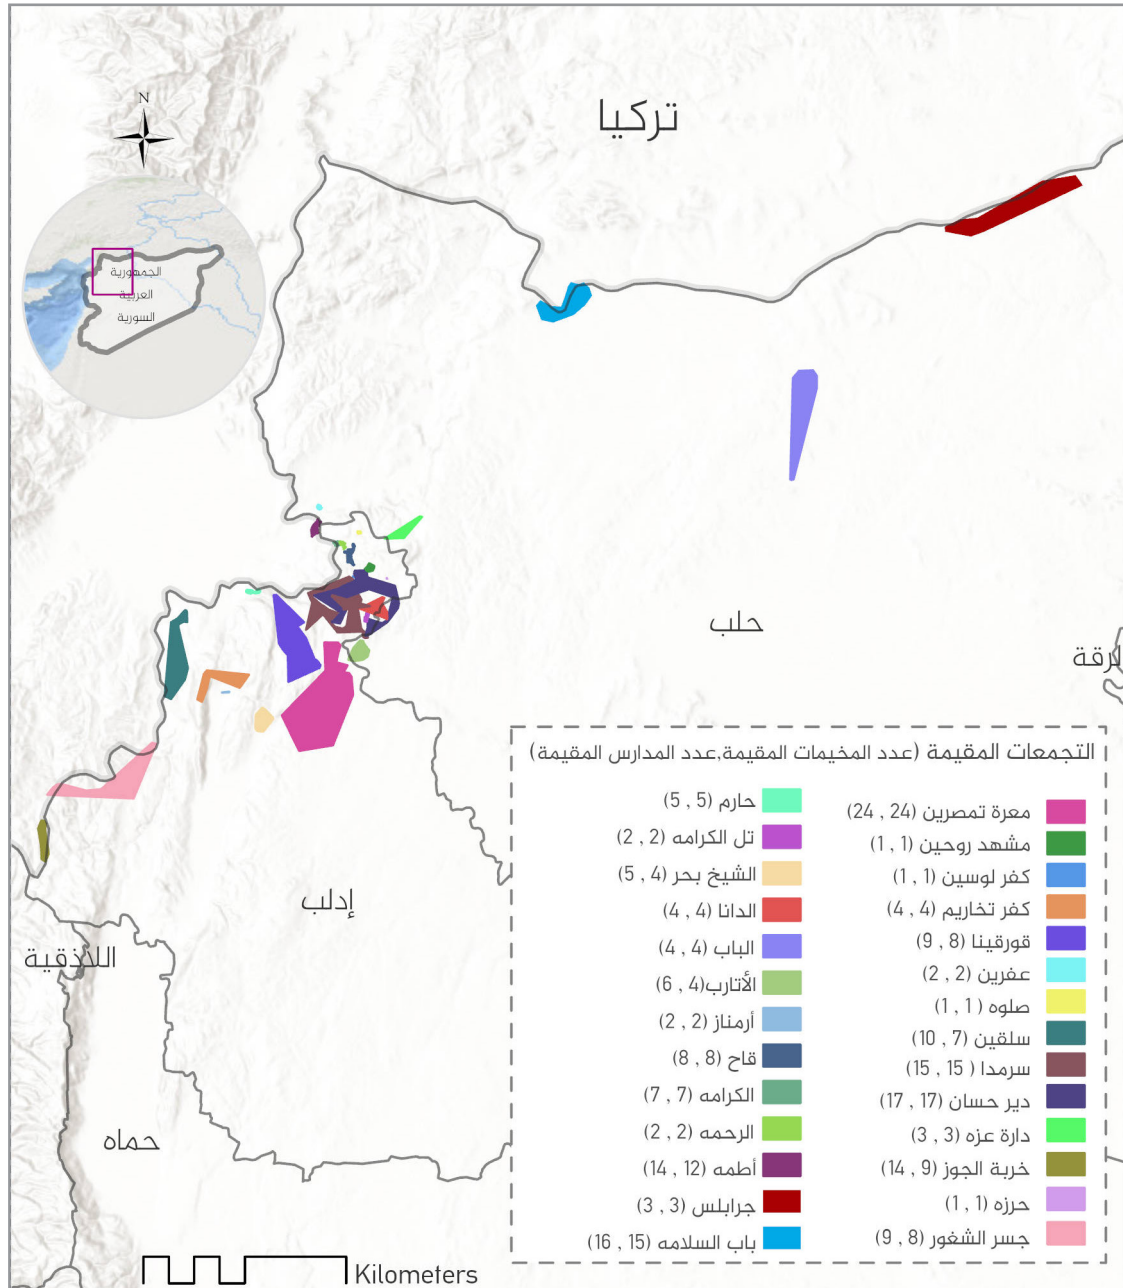 تركيا
N
الجمهورية
العربية
السورية
حلب
الرقة
إدلب
اللاذقية
حماه
Kilometers
التجمعات المقيمة (عدد المخيمات المقيمة,عدد المدارس المقيمة)
معرة تمصرين (24 , 24)
مشهد روحين (1 , 1)
كفر لوسين (1 , 1)
كفر تخاريم (4 , 4)
قورقينا (8 , 9)
عفرين (2 , 2)
صلوه (1 , 1)
سلقين (7 , 10)
سرمدا (15 , 15)
دير حسان (17 , 17)
دارة عزه (3 , 3)
خربة الجوز (9 , 14)
حرزه (1 , 1)
جسر الشغور (8 , 9)
حارم (5 , 5)
تل الكرامه (2 , 2)
الشيخ بحر (4 , 5)
الدانا (4 , 4)
الباب (4 , 4)
الأتارب(4 , 6)
أرمناز (2 , 2)
قاح (8 , 8)
الكرامه (7 , 7)
الرحمه (2 , 2)
أطمه (12 , 14)
جرابلس (3 , 3)
باب السلامه (15 , 16)